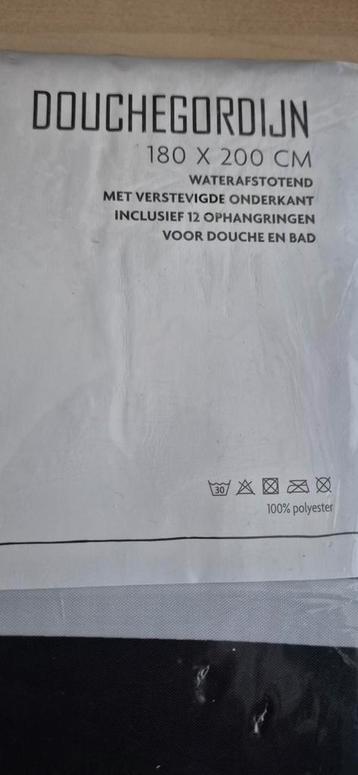 DOUCHEGORDIJN
180 X 200 CM
WATERAFSTOTEND
MET VERSTEVIGDE ONDERKANT
INCLUSIEF 12 OPHANGRINGEN
VOOR DOUCHE EN BAD
30
100% polyester